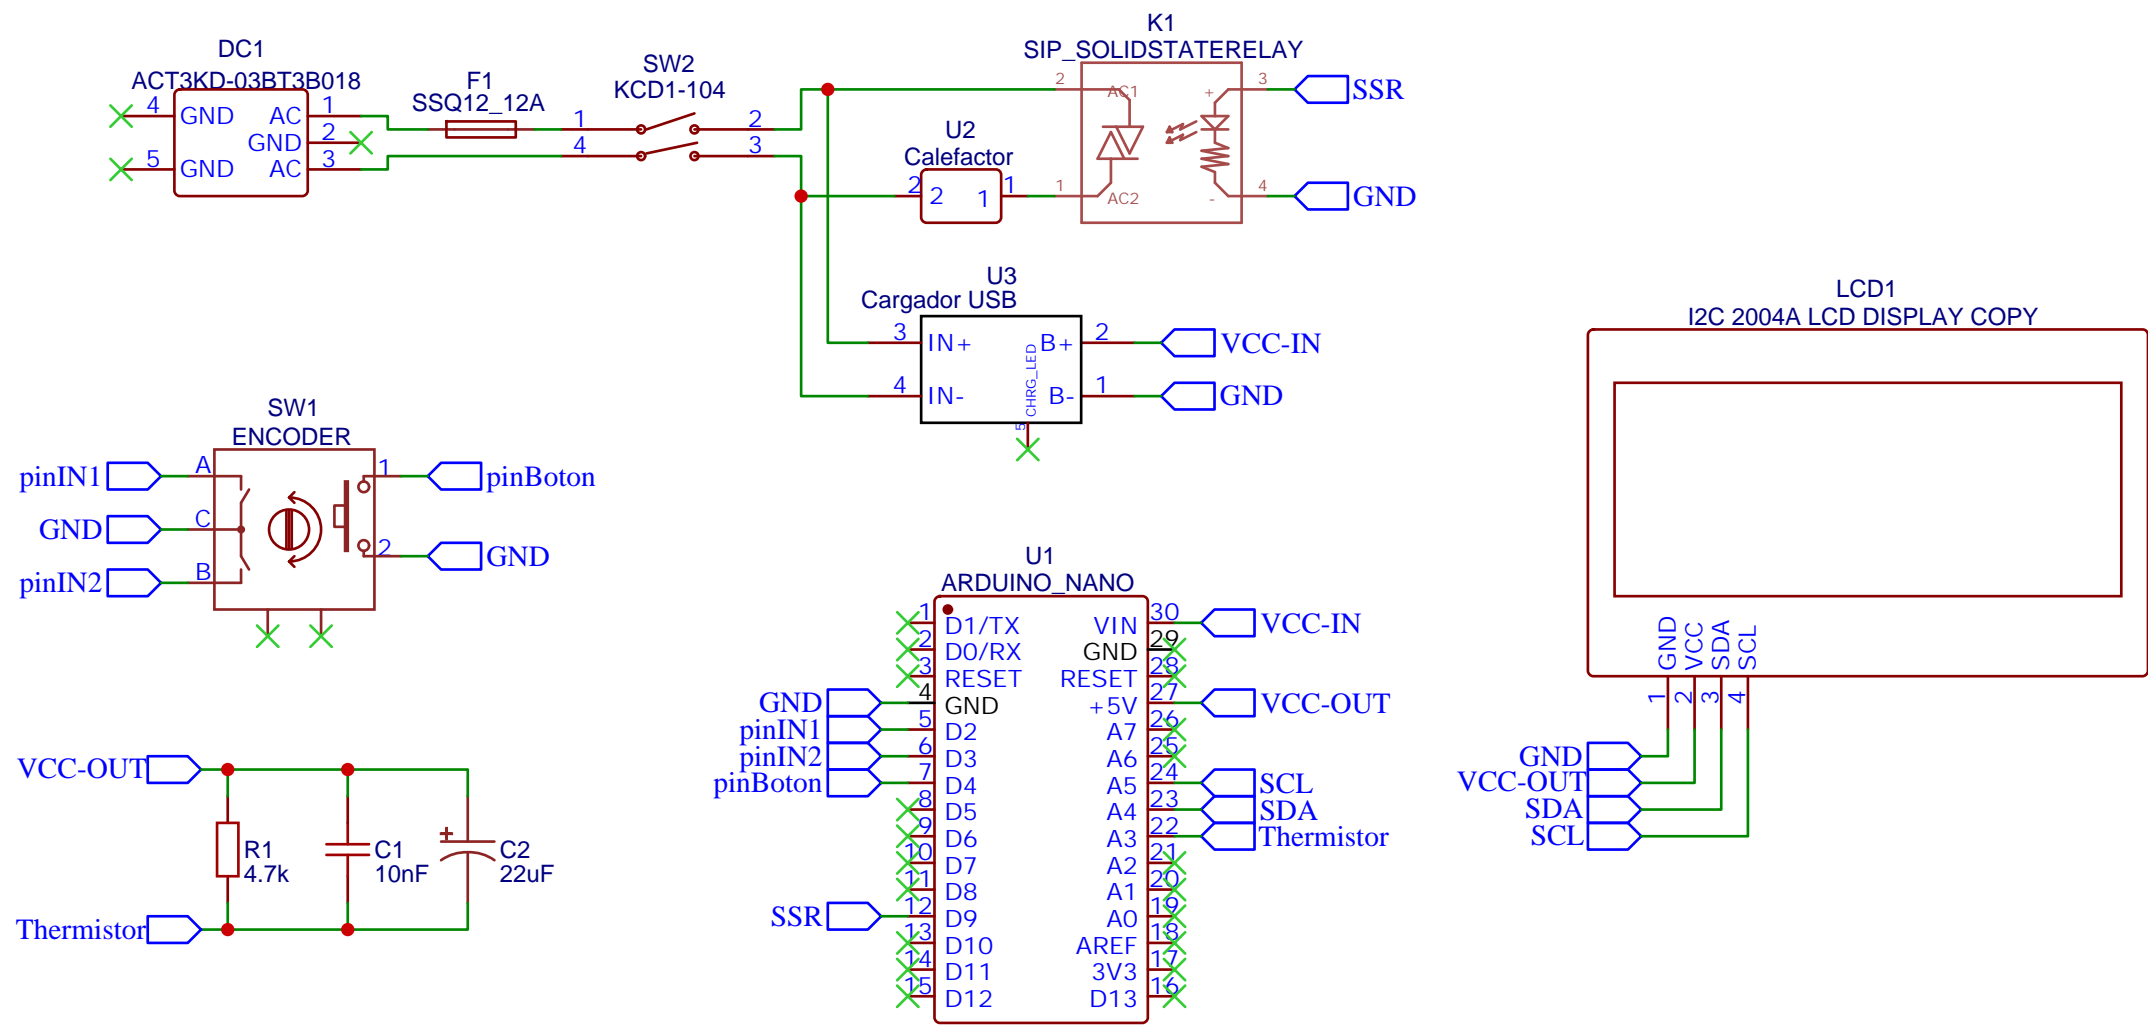 DC1
ACT3KD-03BT3B018
4 GND AC 1
GND 2
5 GND AC 3
F1
SSQ12_12A
SW2
KCD1-104
1 2
4 3
K1
SIP_SOLIDSTATERELAY
2 AC1 + 3 SSR
1 AC2 - 4 GND
U2
Calefactor
2 2 1 1
U3
Cargador USB
3 IN+ B+ 2 VCC-IN
4 IN- B- 1 GND
CHRG_LED
5
SW1
ENCODER
pinIN1 A 1 pinBoton
GND C
2 GND
pinIN2 B
VCC-OUT
R1
4.7k
C1
10nF
+
C2
22uF
Thermistor
U1
ARDUINO_NANO
1 D1/TX VIN 30 VCC-IN
2 D0/RX GND 29
3 RESET RESET 28
GND 4 GND +5V 27 VCC-OUT
pinIN1 5 D2 A7 26
pinIN2 6 D3 A6 25
pinBoton 7 D4 A5 24 SCL
8 D5 A4 23 SDA
9 D6 A3 22 Thermistor
10 D7 A2 21
11 D8 A1 20
SSR 12 D9 A0 19
13 D10 AREF 18
14 D11 3V3 17
15 D12 D13 16
LCD1
I2C 2004A LCD DISPLAY COPY
GND VCC SDA SCL
1 2 3 4
GND
VCC-OUT
SDA
SCL